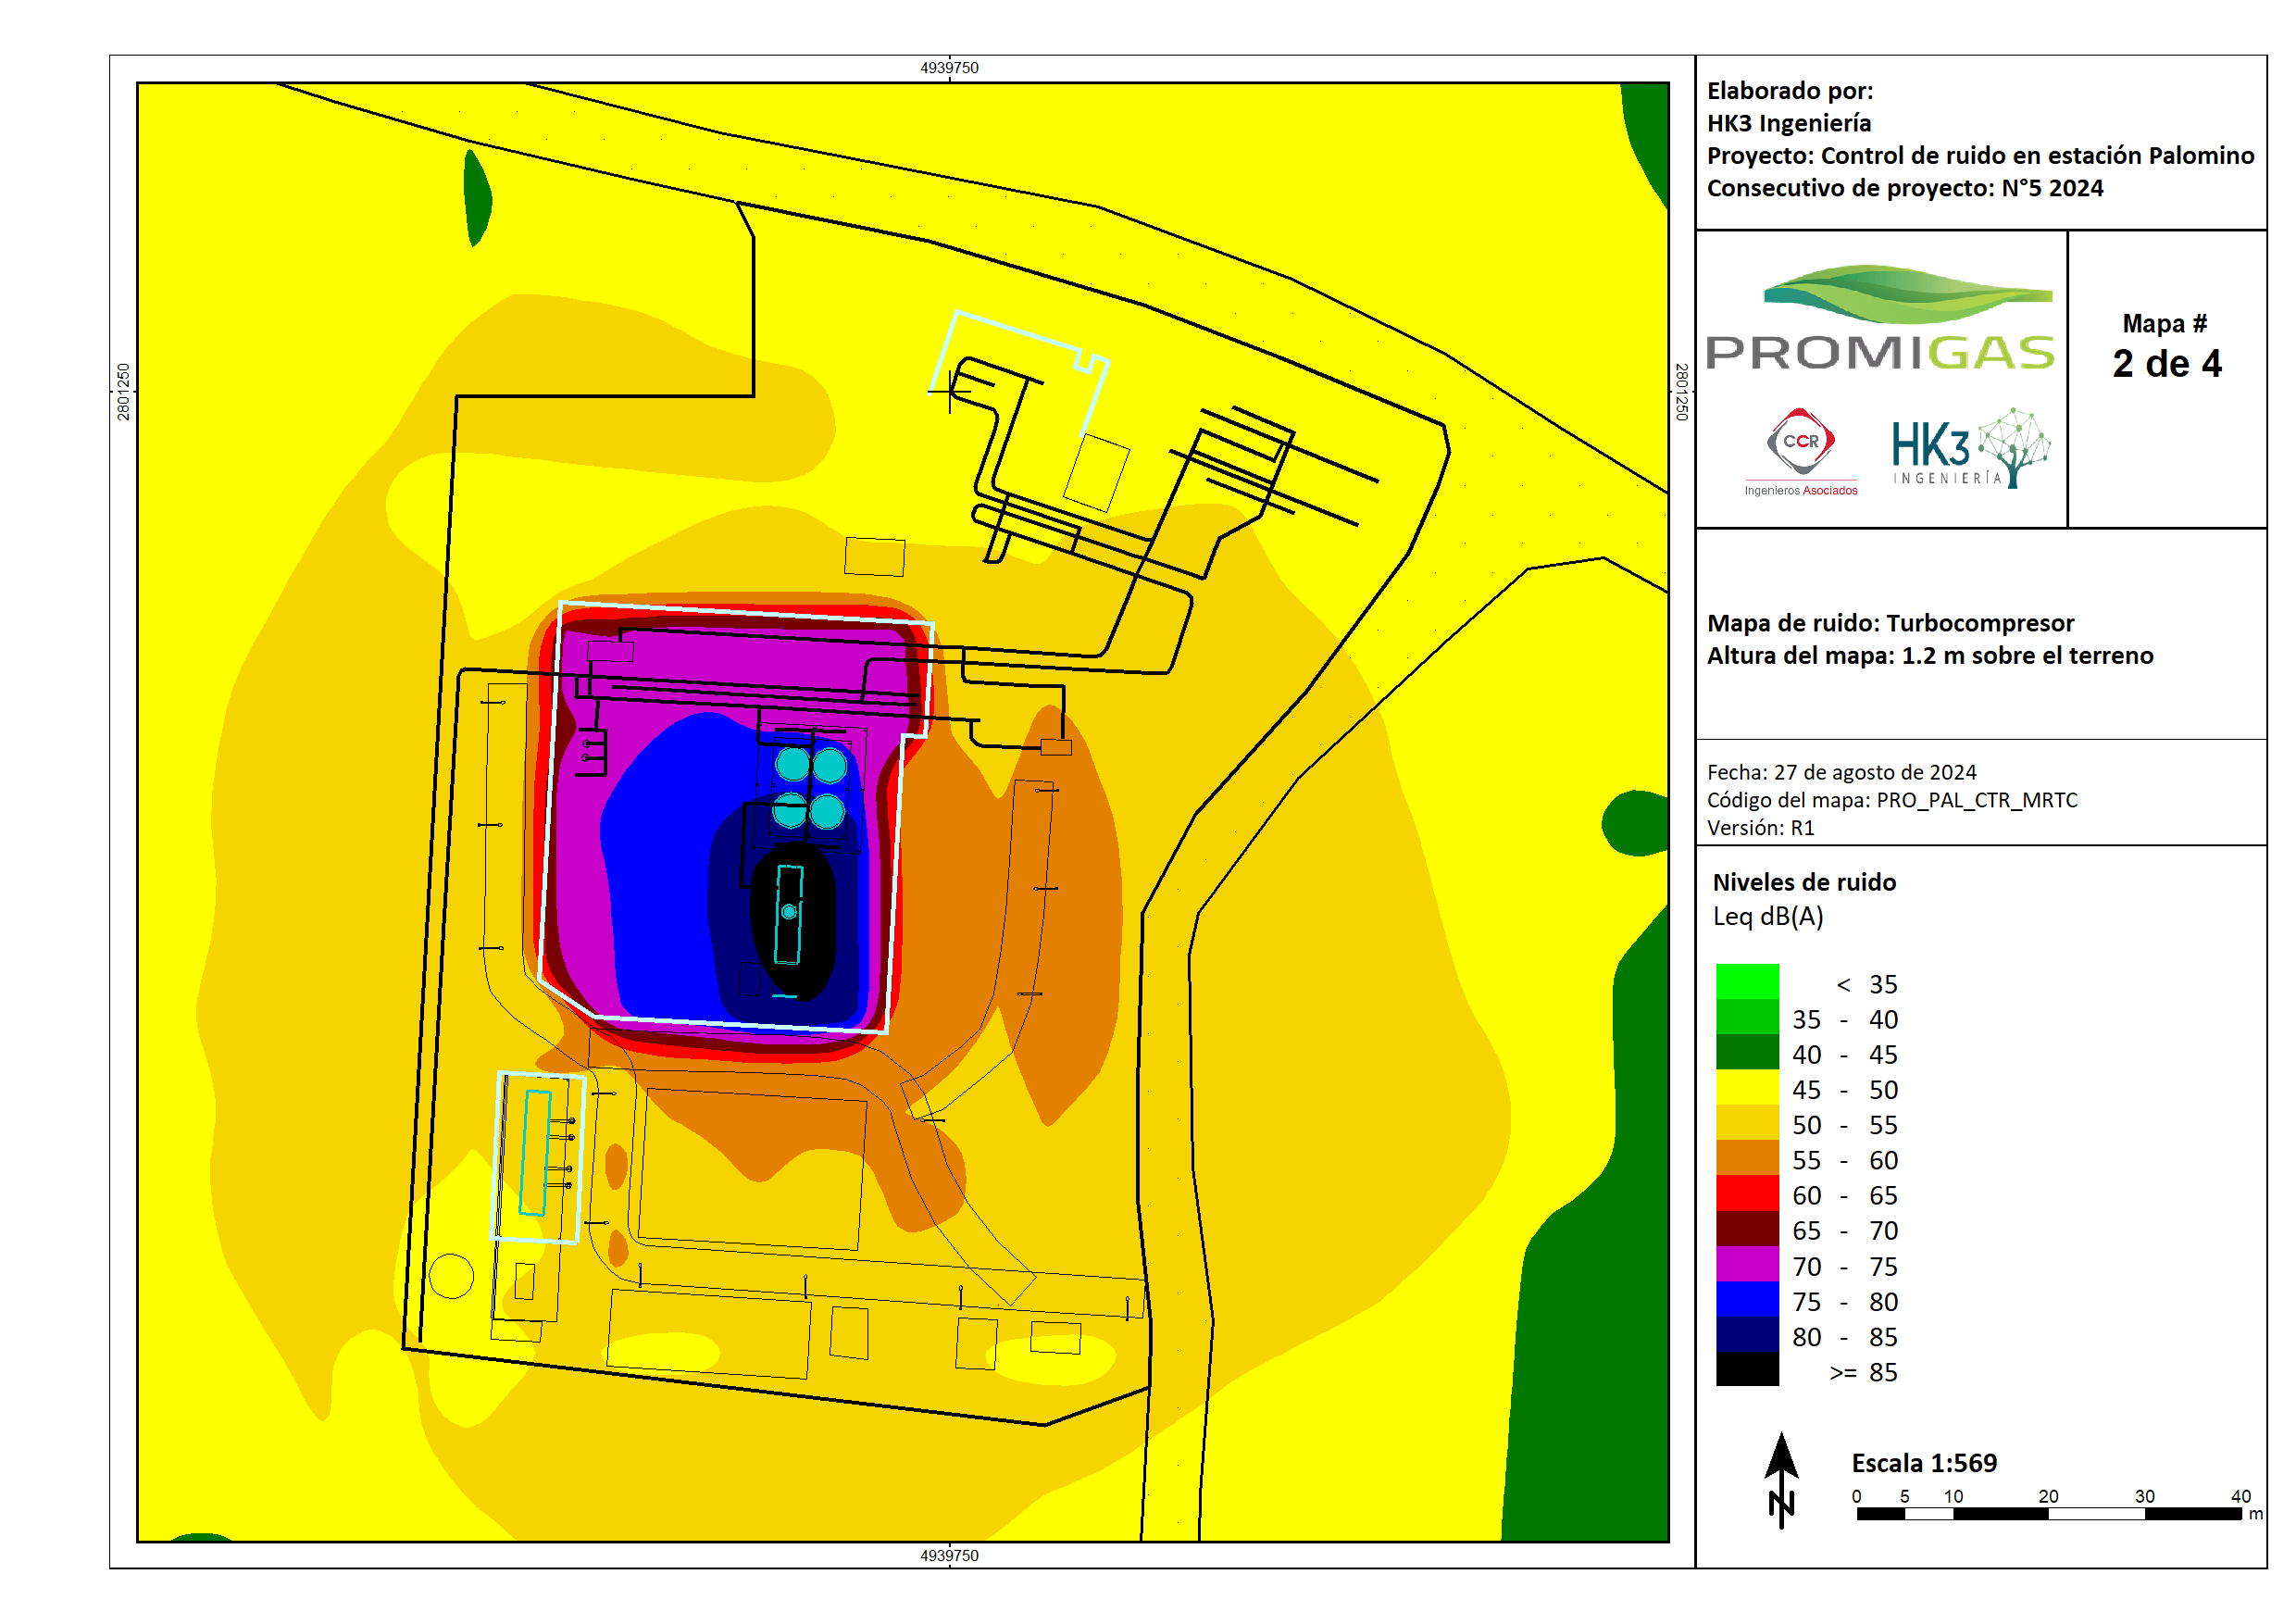 4939750
2801250
2801250
4939750
Elaborado por:
HK3 Ingeniería
Proyecto: Control de ruido en estación Palomino
Consecutivo de proyecto: N°5 2024
PROMIGAS
CCR
Ingenieros Asociados
HK3
INGENIERÍA
Mapa #
2 de 4
Mapa de ruido: Turbocompresor
Altura del mapa: 1.2 m sobre el terreno
Fecha: 27 de agosto de 2024
Código del mapa: PRO_PAL_CTR_MRTC
Versión: R1
Niveles de ruido
Leq dB(A)
< 35
35 - 40
40 - 45
45 - 50
50 - 55
55 - 60
60 - 65
65 - 70
70 - 75
75 - 80
80 - 85
>= 85
N
Escala 1:569
0 5 10 20 30 40
m